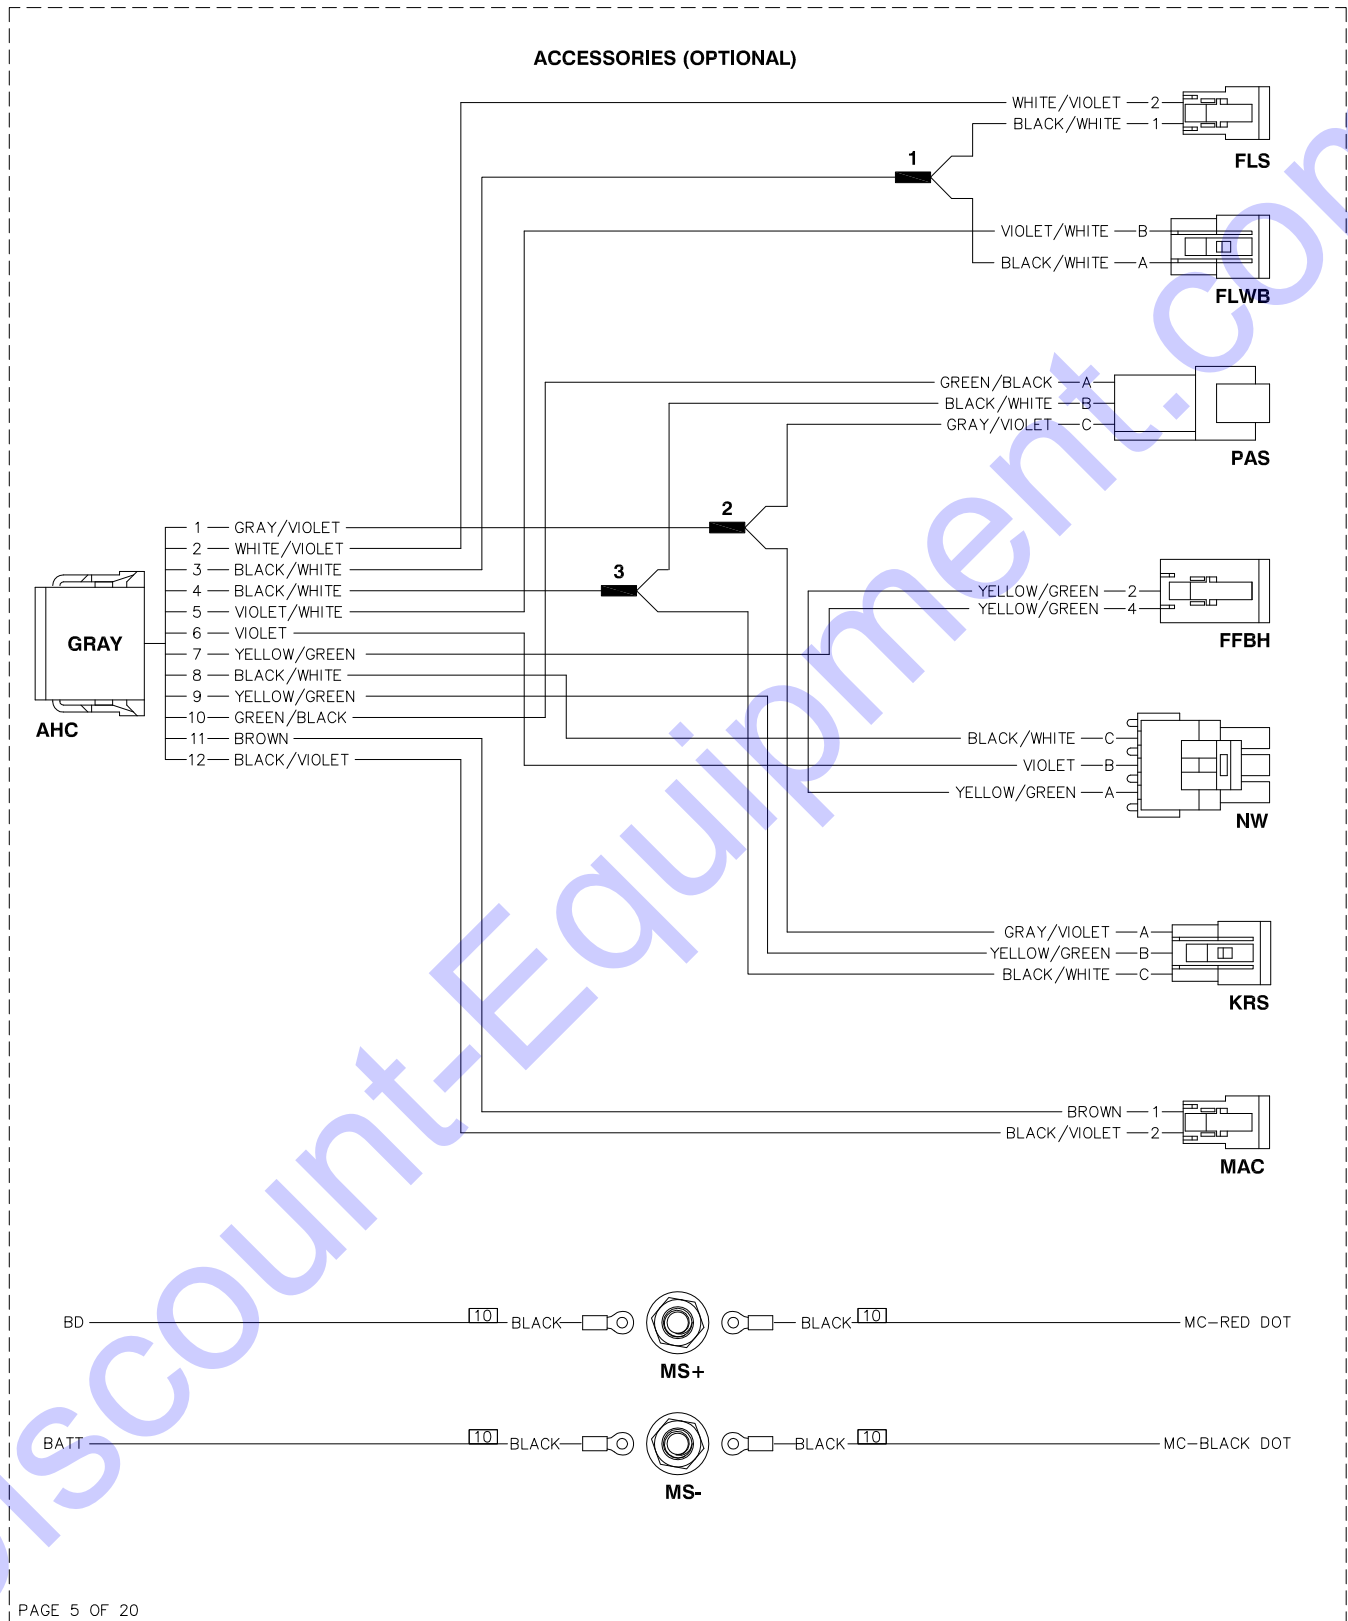 ACCESSORIES (OPTIONAL)
WHITE/VIOLET 2
BLACK/WHITE 1
FLS
1
VIOLET/WHITE B
BLACK/WHITE A
FLWB
GREEN/BLACK A
BLACK/WHITE B
GRAY/VIOLET C
PAS
2
3
GRAY
AHC
1 GRAY/VIOLET
2 WHITE/VIOLET
3 BLACK/WHITE
4 BLACK/WHITE
5 VIOLET/WHITE
6 VIOLET
7 YELLOW/GREEN
8 BLACK/WHITE
9 YELLOW/GREEN
10 GREEN/BLACK
11 BROWN
12 BLACK/VIOLET
YELLOW/GREEN 2
YELLOW/GREEN 4
FFBH
BLACK/WHITE C
VIOLET B
YELLOW/GREEN A
NW
GRAY/VIOLET A
YELLOW/GREEN B
BLACK/WHITE C
KRS
BROWN 1
BLACK/VIOLET 2
MAC
BD 10 BLACK BLACK 10 MC-RED DOT
MS+
BATT 10 BLACK BLACK 10 MC-BLACK DOT
MS-
PAGE 5 OF 20
Discount-Equipment.com